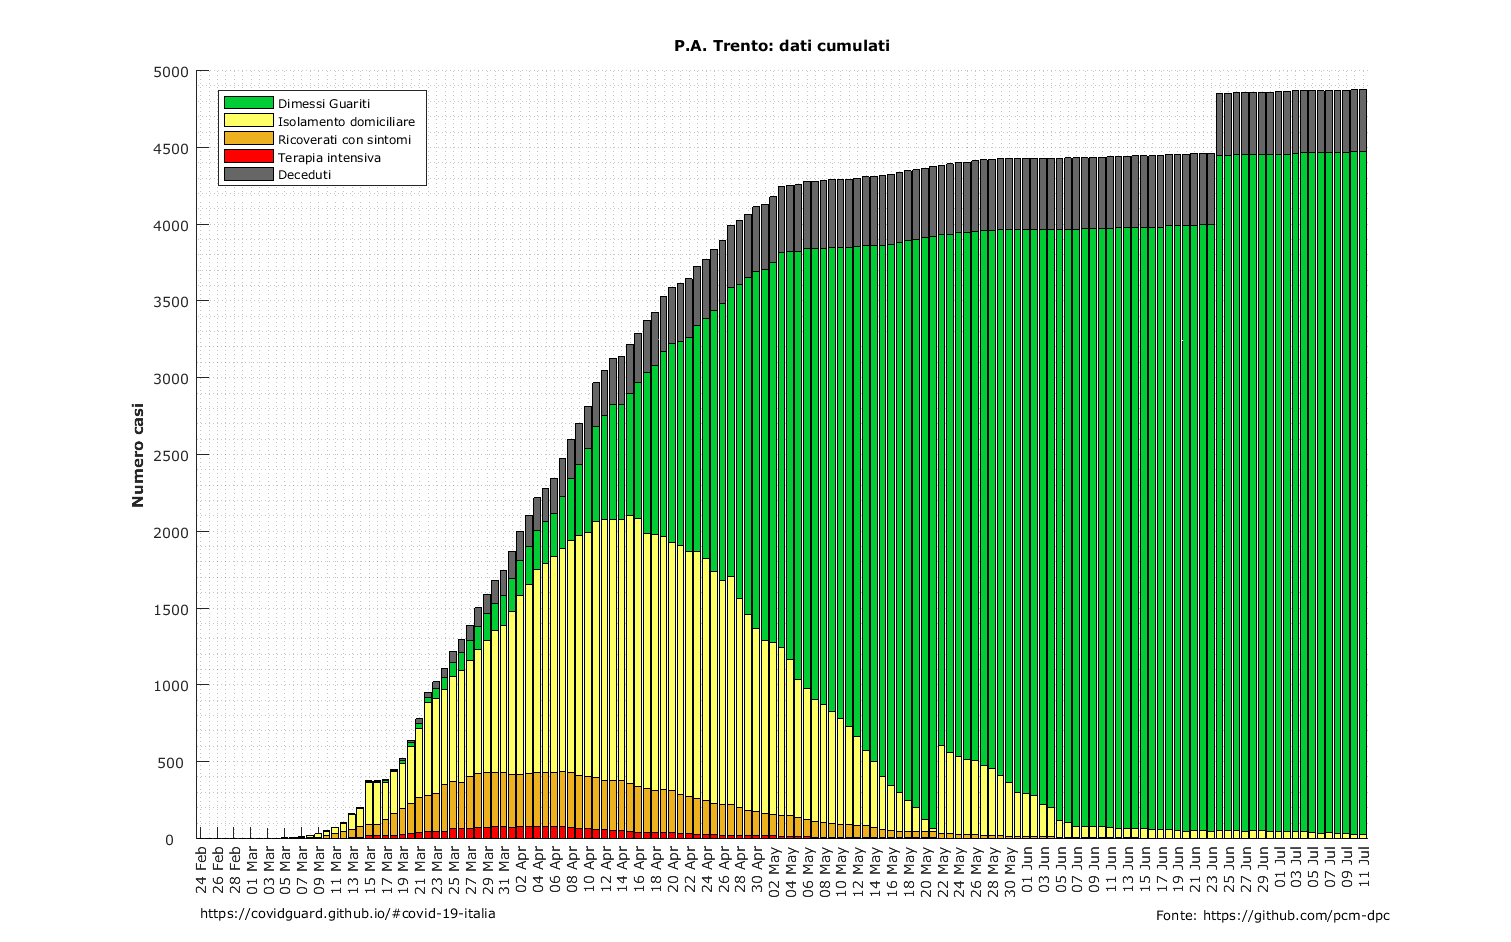 P.A. Trento: dati cumulati
5000
4500
4000
3500
3000
2500
2000
1500
1000
500
0
Numero casi
Dimessi Guariti
Isolamento domiciliare
Ricoverati con sintomi
Terapia intensiva
Deceduti
24 Feb
26 Feb
28 Feb
01 Mar
03 Mar
05 Mar
07 Mar
09 Mar
11 Mar
13 Mar
15 Mar
17 Mar
19 Mar
21 Mar
23 Mar
25 Mar
27 Mar
29 Mar
31 Mar
02 Apr
04 Apr
06 Apr
08 Apr
10 Apr
12 Apr
14 Apr
16 Apr
18 Apr
20 Apr
22 Apr
24 Apr
26 Apr
28 Apr
30 Apr
02 May
04 May
06 May
08 May
10 May
12 May
14 May
16 May
18 May
20 May
22 May
24 May
26 May
28 May
30 May
01 Jun
03 Jun
05 Jun
07 Jun
09 Jun
11 Jun
13 Jun
15 Jun
17 Jun
19 Jun
21 Jun
23 Jun
25 Jun
27 Jun
29 Jun
01 Jul
03 Jul
05 Jul
07 Jul
09 Jul
11 Jul
https://covidguard.github.io/#covid-19-italia
Fonte: https://github.com/pcm-dpc